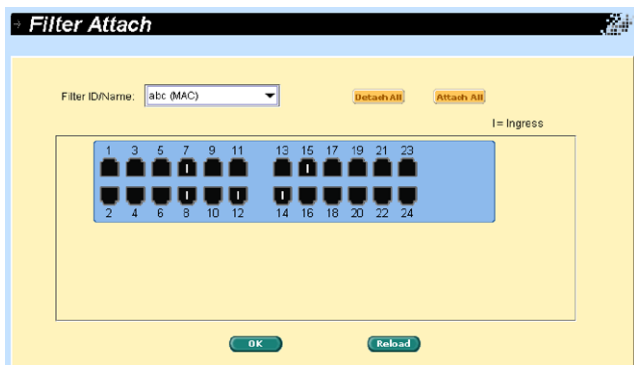 Filter Attach
Filter ID/Name: abc (MAC) Detach All Attach All
I = Ingress
1 3 5 7 9 11 13 15 17 19 21 23
I I
I I I
2 4 6 8 10 12 14 16 18 20 22 24
OK Reload